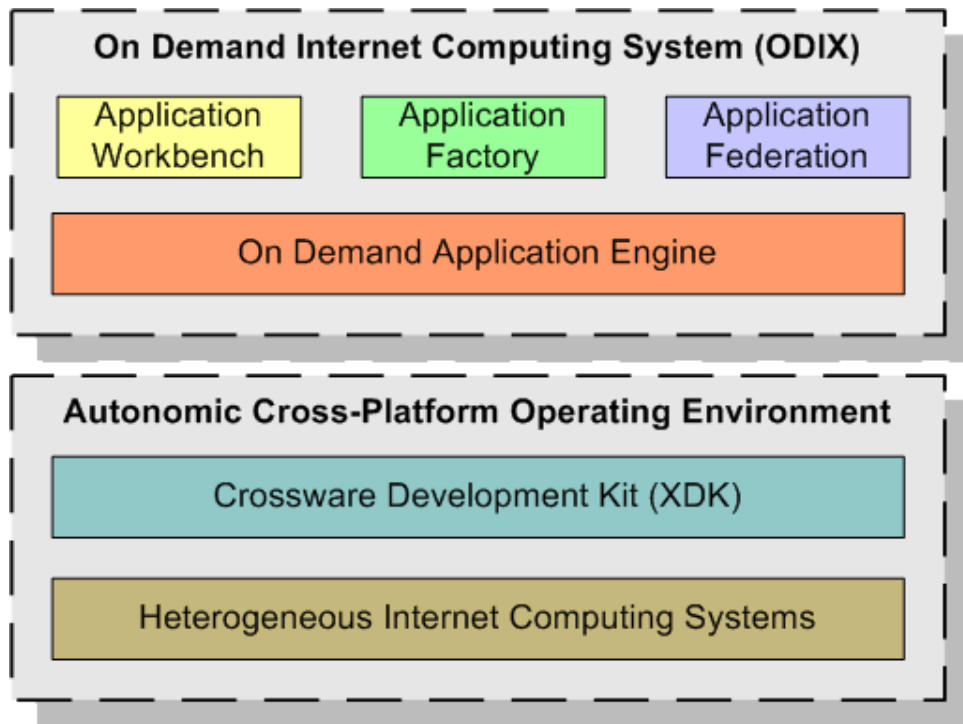 On Demand Internet Computing System (ODIX)
Application
Workbench
Application
Factory
Application
Federation
On Demand Application Engine
Autonomic Cross-Platform Operating Environment
Crossware Development Kit (XDK)
Heterogeneous Internet Computing Systems